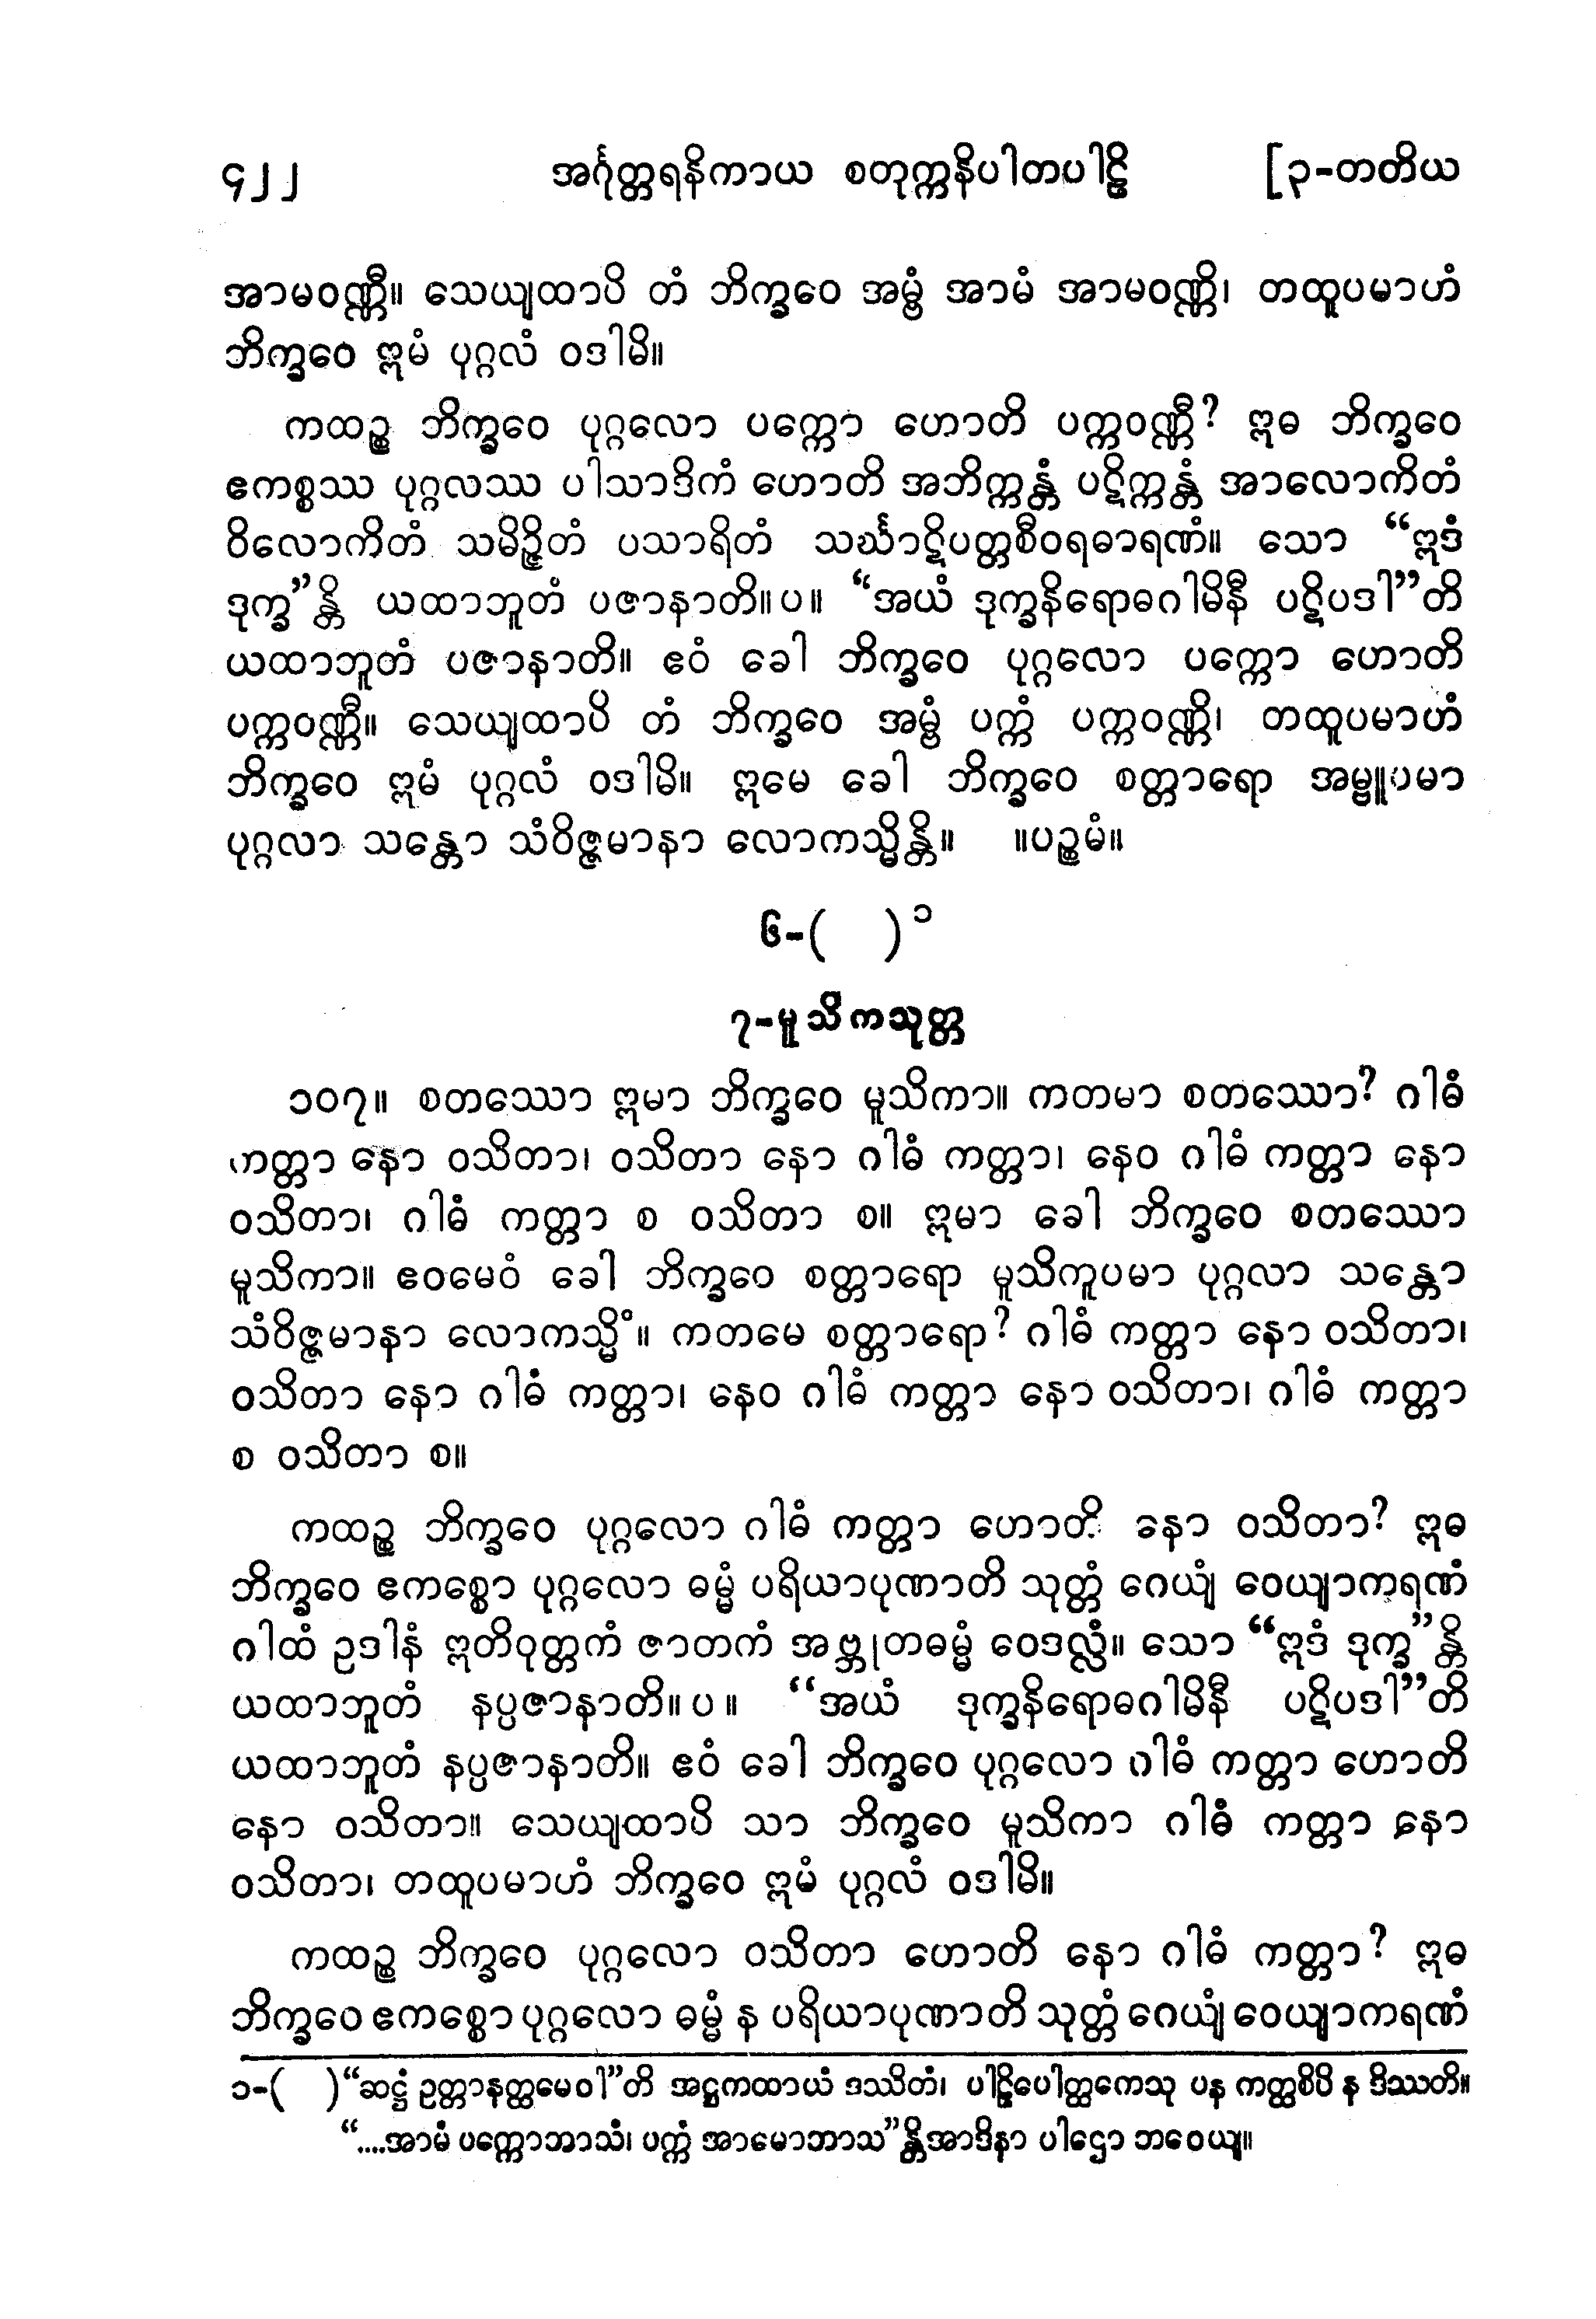 ၄၂၂ အင်္ဂုတ္တရနိကာယ စတုက္ကနိပါတပါဠိ [၃-တတိယ
အာမဝဏ္ဏီ။ သေယျထာပိ တံ ဘိက္ခဝေ အမ္ဗံ အာမံ အာမဝဏ္ဏိ၊ တထူပမာဟံ
ဘိက္ခဝေ ဣမံ ပုဂ္ဂလံ ဝဒါမိ။
ကထဉ္စ ဘိက္ခဝေ ပုဂ္ဂလော ပက္ကော ဟောတိ ပက္ကဝဏ္ဏီ? ဣဓ ဘိက္ခဝေ
ဧကစ္စဿ ပုဂ္ဂလဿ ပါသာဒိကံ ဟောတိ အဘိက္ကန္တံ ပဋိက္ကန္တံ အာလောကိတံ
ဝိလောကိတံ သမိဉ္ဇိတံ ပသာရိတံ သင်္ဃာဋိပတ္တစီဝရဓာရဏံ။ သော “ဣဒံ
ဒုက္ခ”န္တိ ယထာဘူတံ ပဇာနာတိ။ပ။ “အယံ ဒုက္ခနိရောဓဂါမိနီ ပဋိပဒါ”တိ
ယထာဘူတံ ပဇာနာတိ။ ဧဝံ ခေါ ဘိက္ခဝေ ပုဂ္ဂလော ပက္ကော ဟောတိ
ပက္ကဝဏ္ဏီ။ သေယျထာပိ တံ ဘိက္ခဝေ အမ္ဗံ ပက္ကံ ပက္ကဝဏ္ဏိ၊ တထူပမာဟံ
ဘိက္ခဝေ ဣမံ ပုဂ္ဂလံ ဝဒါမိ။ ဣမေ ခေါ ဘိက္ခဝေ စတ္တာရော အမ္ဗူပမာ
ပုဂ္ဂလာ သန္တော သံဝိဇ္ဇမာနာ လောကသ္မိန္တိ။ ။ပဉ္စမံ။
၆-( )၁
၇-မူသိကသုတ္တ
၁၀၇။ စတဿော ဣမာ ဘိက္ခဝေ မူသိကာ။ ကတမာ စတဿော? ဂါဓံ
ကတ္တာ နော ဝသိတာ၊ ဝသိတာ နော ဂါဓံ ကတ္တာ၊ နေဝ ဂါဓံ ကတ္တာ နော
ဝသိတာ၊ ဂါဓံ ကတ္တာ စ ဝသိတာ စ။ ဣမာ ခေါ ဘိက္ခဝေ စတဿော
မူသိကာ။ ဧဝမေဝံ ခေါ ဘိက္ခဝေ စတ္တာရော မူသိကူပမာ ပုဂ္ဂလာ သန္တော
သံဝိဇ္ဇမာနာ လောကသ္မိံ။ ကတမေ စတ္တာရော? ဂါဓံ ကတ္တာ နော ဝသိတာ၊
ဝသိတာ နော ဂါဓံ ကတ္တာ၊ နေဝ ဂါဓံ ကတ္တာ နော ဝသိတာ၊ ဂါဓံ ကတ္တာ
စ ဝသိတာ စ။
ကထဉ္စ ဘိက္ခဝေ ပုဂ္ဂလော ဂါဓံ ကတ္တာ ဟောတိ နော ဝသိတာ? ဣဓ
ဘိက္ခဝေ ဧကစ္စော ပုဂ္ဂလော ဓမ္မံ ပရိယာပုဏာတိ သုတ္တံ ဂေယျံ ဝေယျာကရဏံ
ဂါထံ ဥဒါနံ ဣတိဝုတ္တကံ ဇာတကံ အဗ္ဘုတဓမ္မံ ဝေဒလ္လံ။ သော “ဣဒံ ဒုက္ခ”န္တိ
ယထာဘူတံ နပ္ပဇာနာတိ။ပ။ “အယံ ဒုက္ခနိရောဓဂါမိနီ ပဋိပဒါ”တိ
ယထာဘူတံ နပ္ပဇာနာတိ။ ဧဝံ ခေါ ဘိက္ခဝေ ပုဂ္ဂလော ဂါဓံ ကတ္တာ ဟောတိ
နော ဝသိတာ။ သေယျထာပိ သာ ဘိက္ခဝေ မူသိကာ ဂါဓံ ကတ္တာ နော
ဝသိတာ၊ တထူပမာဟံ ဘိက္ခဝေ ဣမံ ပုဂ္ဂလံ ဝဒါမိ။
ကထဉ္စ ဘိက္ခဝေ ပုဂ္ဂလော ဝသိတာ ဟောတိ နော ဂါဓံ ကတ္တာ? ဣဓ
ဘိက္ခဝေ ဧကစ္စော ပုဂ္ဂလော ဓမ္မံ န ပရိယာပုဏာတိ သုတ္တံ ဂေယျံ ဝေယျာကရဏံ
၁-( ) “ဆဋ္ဌံ ဥတ္တာနတ္ထမေဝါ”တိ အဋ္ဌကထာယံ ဒဿိတံ၊ ပါဠိပေါတ္ထကေသု ပန ကတ္ထစိပိ န ဒိဿတိ။
“....အာမံ ပက္ကောဘာသံ၊ ပက္ကံ အာမောဘာသ”န္တိအာဒိနာ ပါဌော ဘဝေယျ။